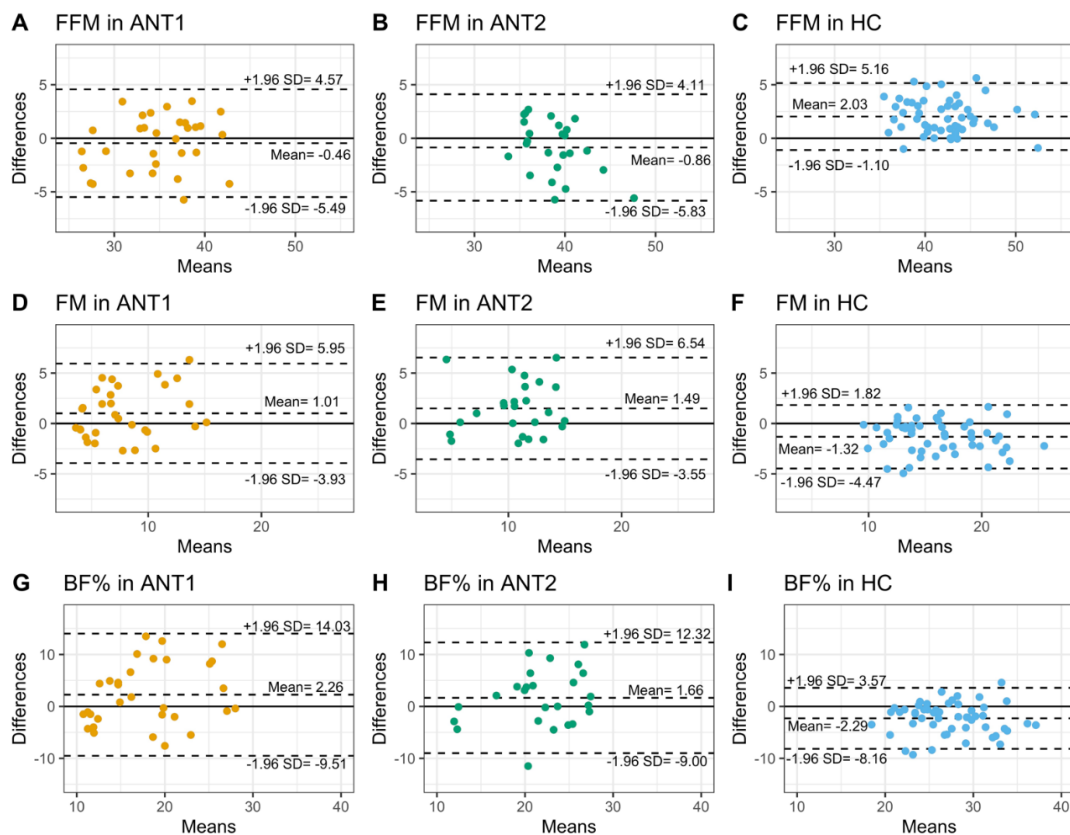 A FFM in ANT1
B FFM in ANT2
C FFM in HC
Differences
5
0
-5
+1.96 SD= 4.57
Mean= -0.46
-1.96 SD= -5.49
30 40 50
Means
Differences
5
0
-5
+1.96 SD= 4.11
Mean= -0.86
-1.96 SD= -5.83
30 40 50
Means
Differences
5
0
-5
+1.96 SD= 5.16
Mean= 2.03
-1.96 SD= -1.10
30 40 50
Means
D FM in ANT1
E FM in ANT2
F FM in HC
Differences
5
0
-5
+1.96 SD= 5.95
Mean= 1.01
-1.96 SD= -3.93
10 20
Means
Differences
5
0
-5
+1.96 SD= 6.54
Mean= 1.49
-1.96 SD= -3.55
10 20
Means
Differences
5
0
-5
+1.96 SD= 1.82
Mean= -1.32
-1.96 SD= -4.47
10 20
Means
G BF% in ANT1
H BF% in ANT2
I BF% in HC
Differences
10
0
-10
+1.96 SD= 14.03
Mean= 2.26
-1.96 SD= -9.51
10 20 30 40
Means
Differences
10
0
-10
+1.96 SD= 12.32
Mean= 1.66
-1.96 SD= -9.00
10 20 30 40
Means
Differences
10
0
-10
+1.96 SD= 3.57
Mean= -2.29
-1.96 SD= -8.16
10 20 30 40
Means